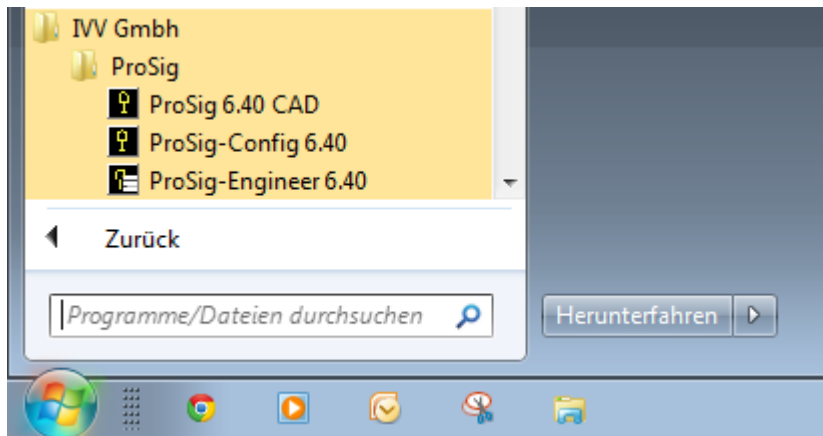 IVV Gmbh
ProSig
ProSig 6.40 CAD
ProSig-Config 6.40
ProSig-Engineer 6.40
Zurück
Programme/Dateien durchsuchen
Herunterfahren